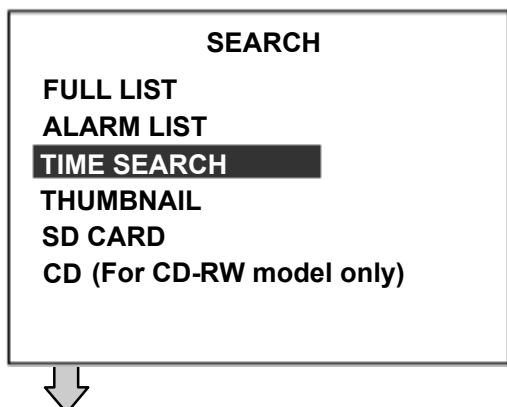 SEARCH
FULL LIST
ALARM LIST
TIME SEARCH
THUMBNAIL
SD CARD
CD (For CD-RW model only)